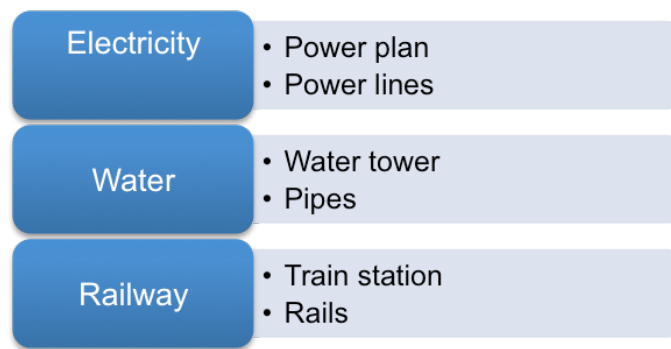 Electricity
• Power plan
• Power lines
Water
• Water tower
• Pipes
Railway
• Train station
• Rails